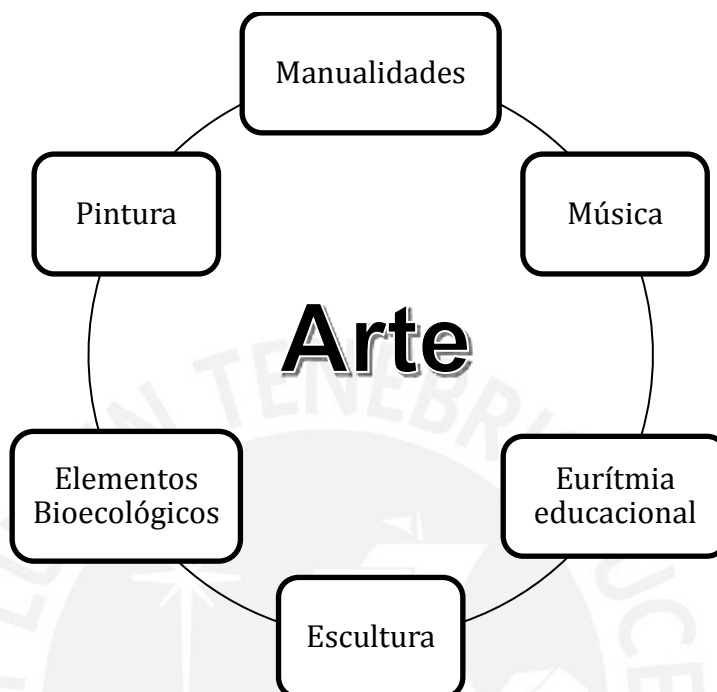 Manualidades
Música
Eurítmia
educacional
Escultura
Elementos
Bioecológicos
Pintura
Arte